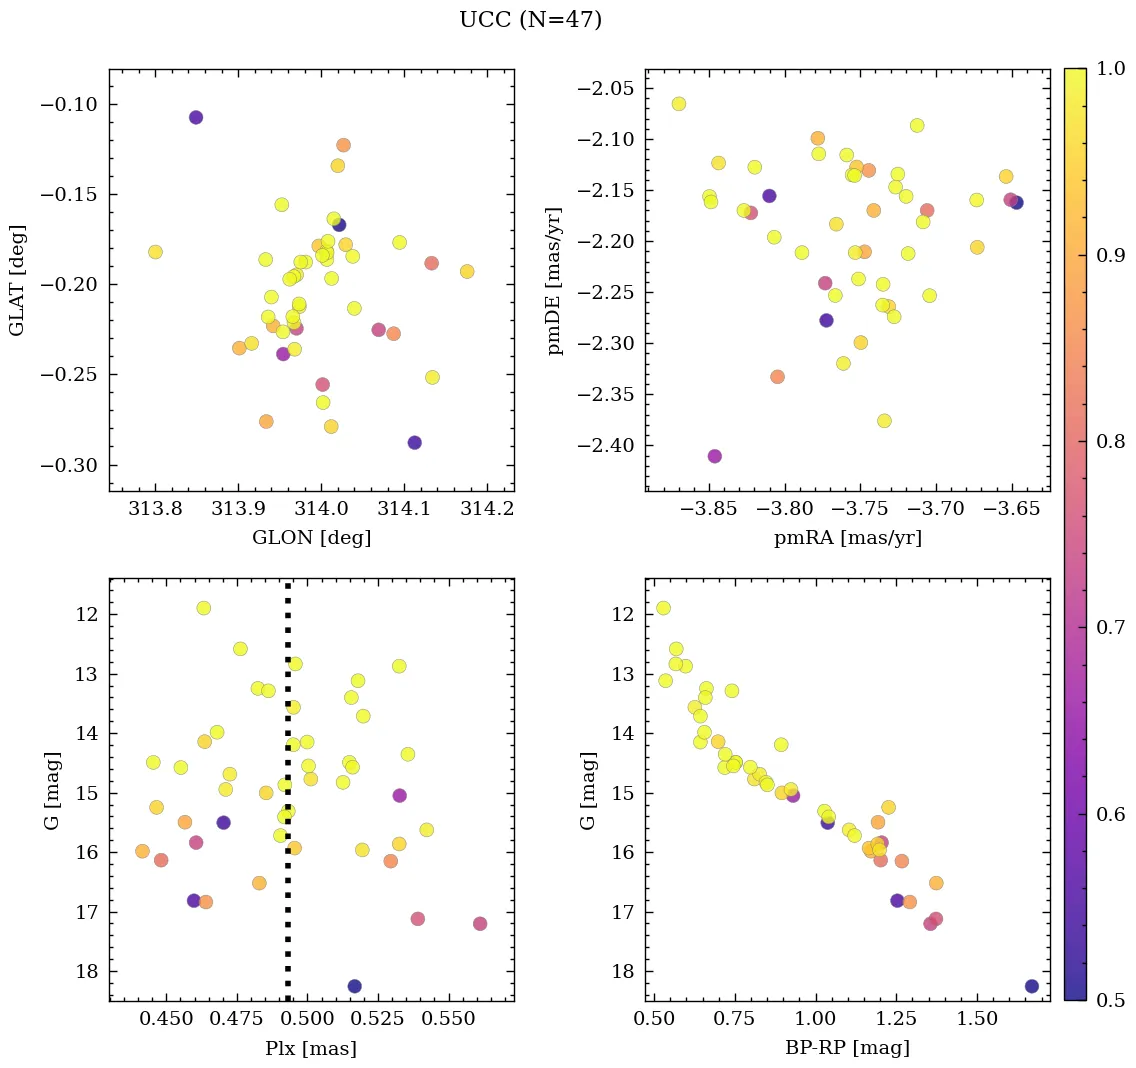 UCC (N=47)
−0.10
−0.15
−0.20
−0.25
−0.30
GLAT [deg]
313.8 313.9 314.0 314.1 314.2
GLON [deg]
−2.05
−2.10
−2.15
−2.20
−2.25
−2.30
−2.35
−2.40
pmDE [mas/yr]
−3.85 −3.80 −3.75 −3.70 −3.65
pmRA [mas/yr]
12
13
14
15
16
17
18
G [mag]
0.450 0.475 0.500 0.525 0.550
Plx [mas]
12
13
14
15
16
17
18
G [mag]
0.50 0.75 1.00 1.25 1.50
BP-RP [mag]
1.0
0.9
0.8
0.7
0.6
0.5